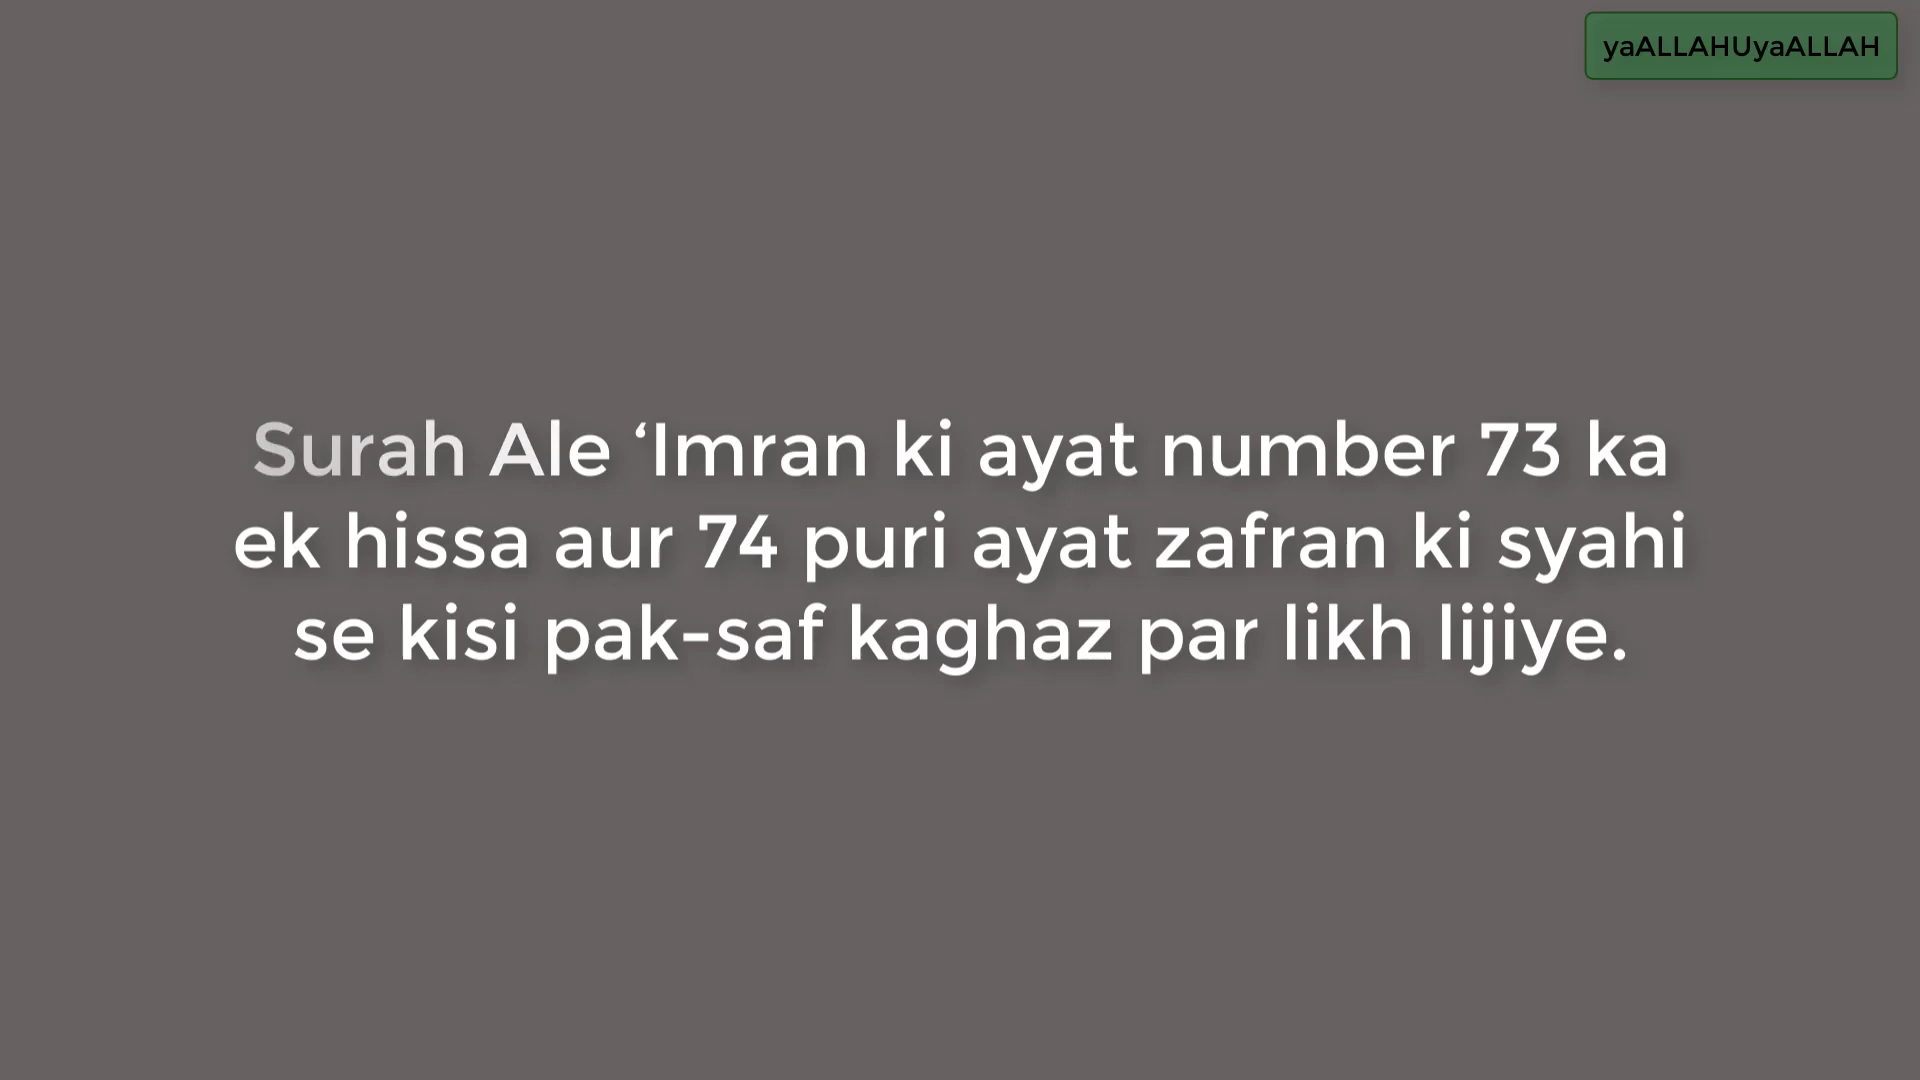 yaALLAHUyaALLAH
Surah Ale ‘Imran ki ayat number 73 ka
ek hissa aur 74 puri ayat zafran ki syahi
se kisi pak-saf kaghaz par likh lijiye.